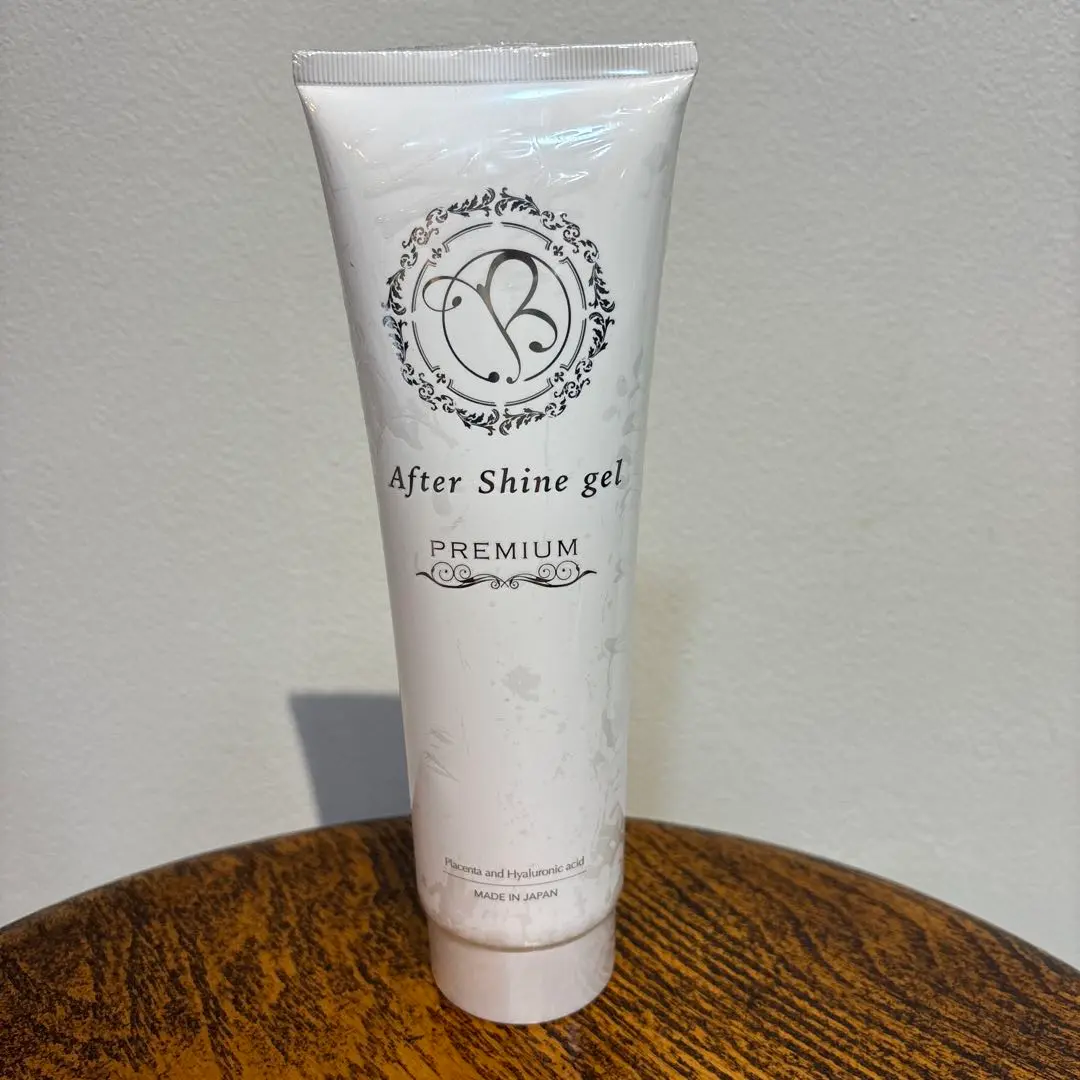 B
After Shine gel
PREMIUM
Placenta and Hyaluronic acid
MADE IN JAPAN